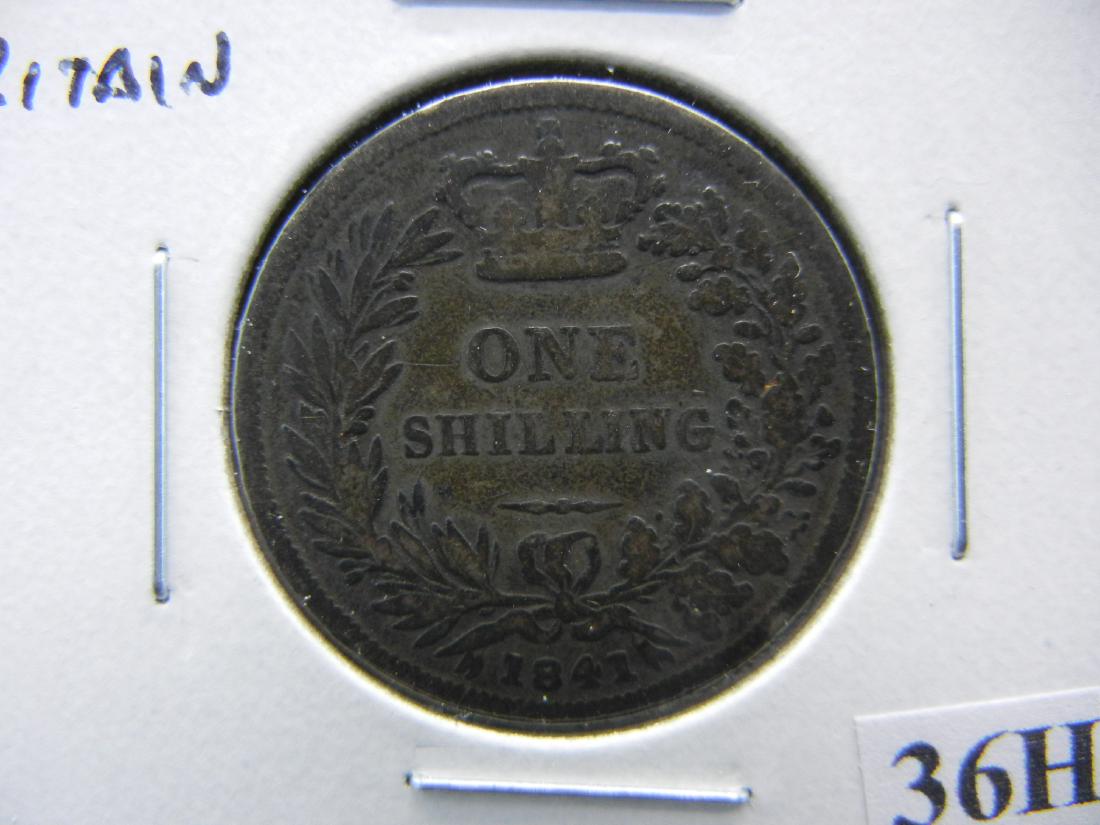 RITAIN
ONE
SHILLING
1841
36H